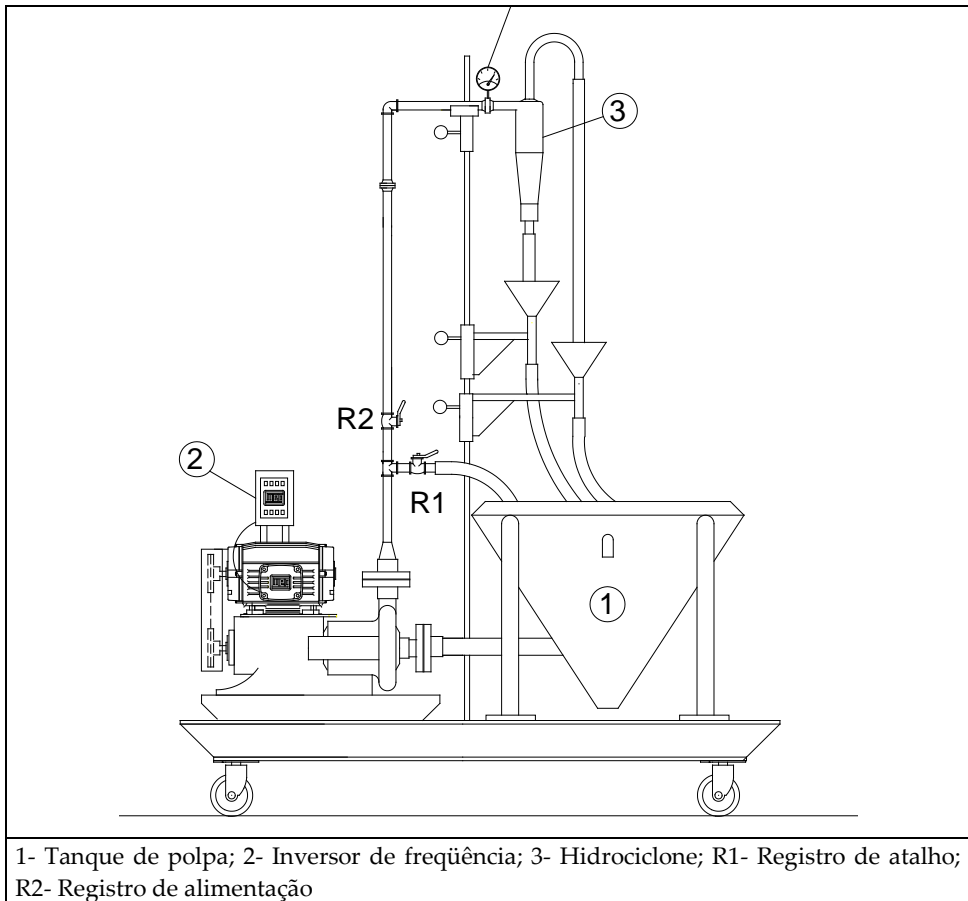 3
R2
2
R1
1
1- Tanque de polpa; 2- Inversor de freqüência; 3- Hidrociclone; R1- Registro de atalho;
R2- Registro de alimentação